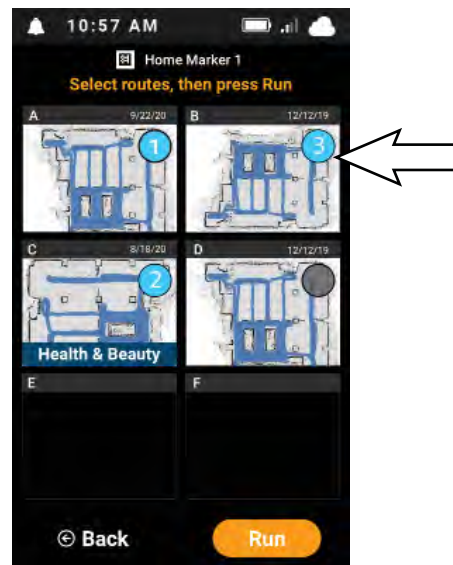 10:57 AM
Home Marker 1
Select routes, then press Run
A 9/22/20
1
B 12/12/19
3
C 8/18/20
2
Health & Beauty
D 12/12/19
E
F
Back
Run